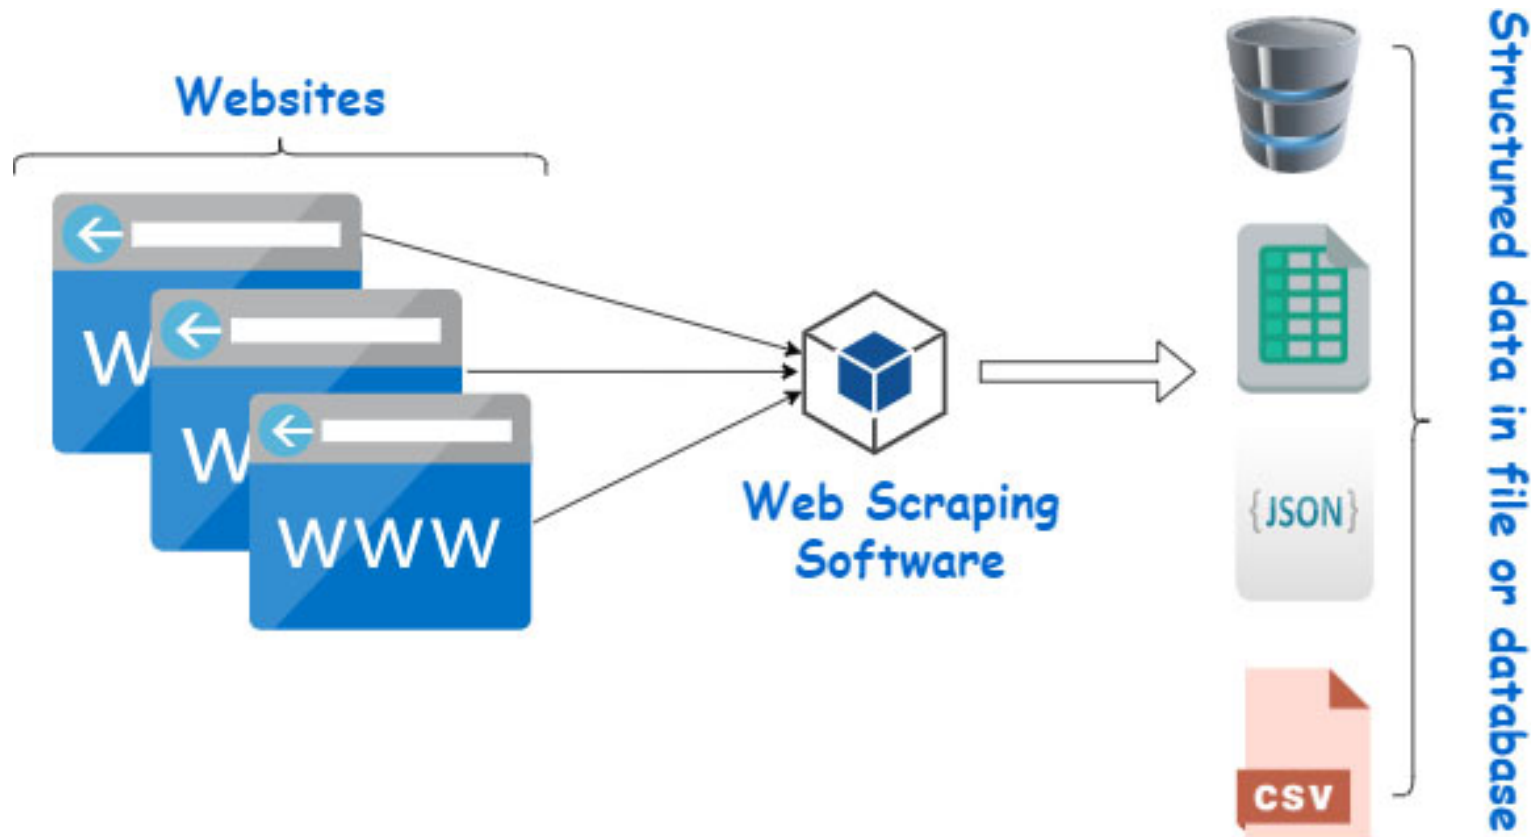 Websites
W
W
WWW
Web Scraping
Software
{JSON}
CSV
Structured data in file or database